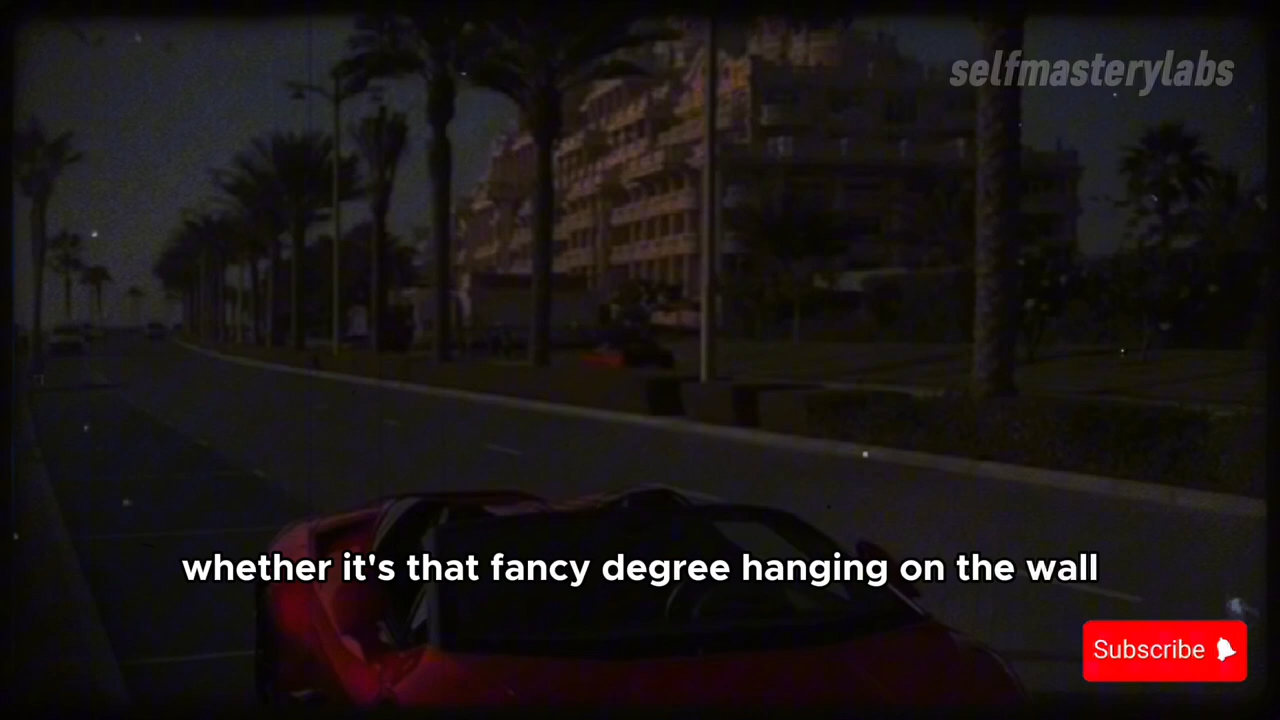 selfmasterylabs
whether it's that fancy degree hanging on the wall
Subscribe